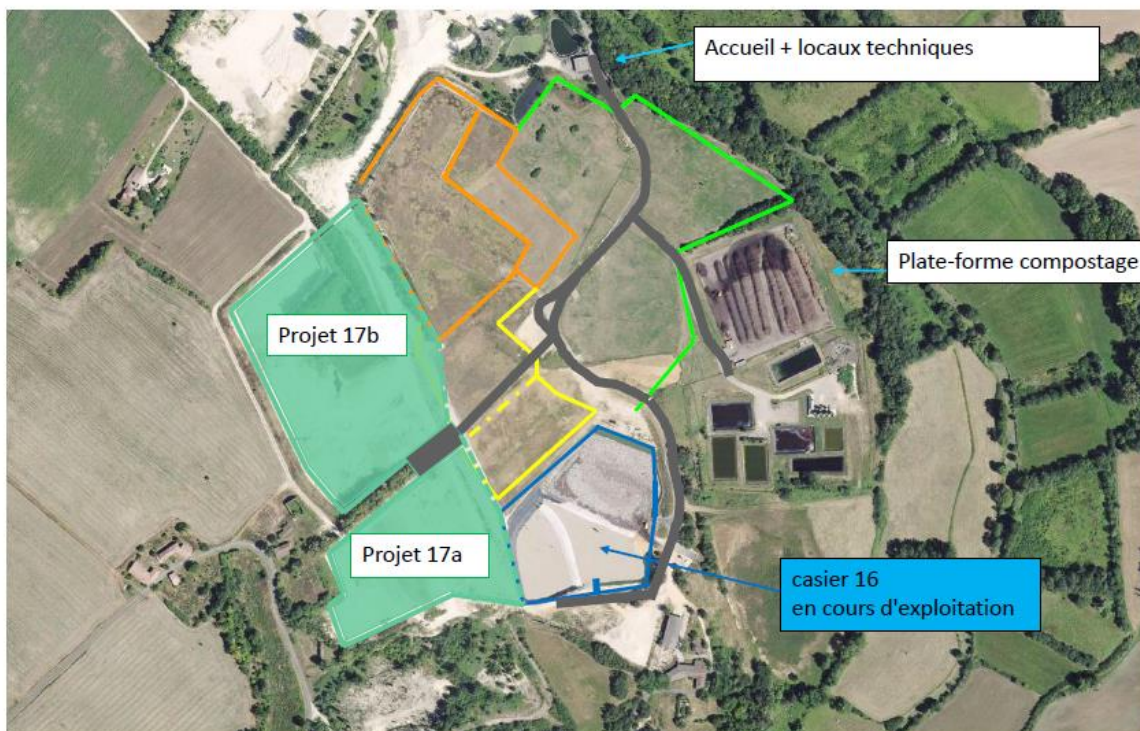 Accueil + locaux techniques
Plate-forme compostage
Projet 17b
Projet 17a
casier 16
en cours d'exploitation